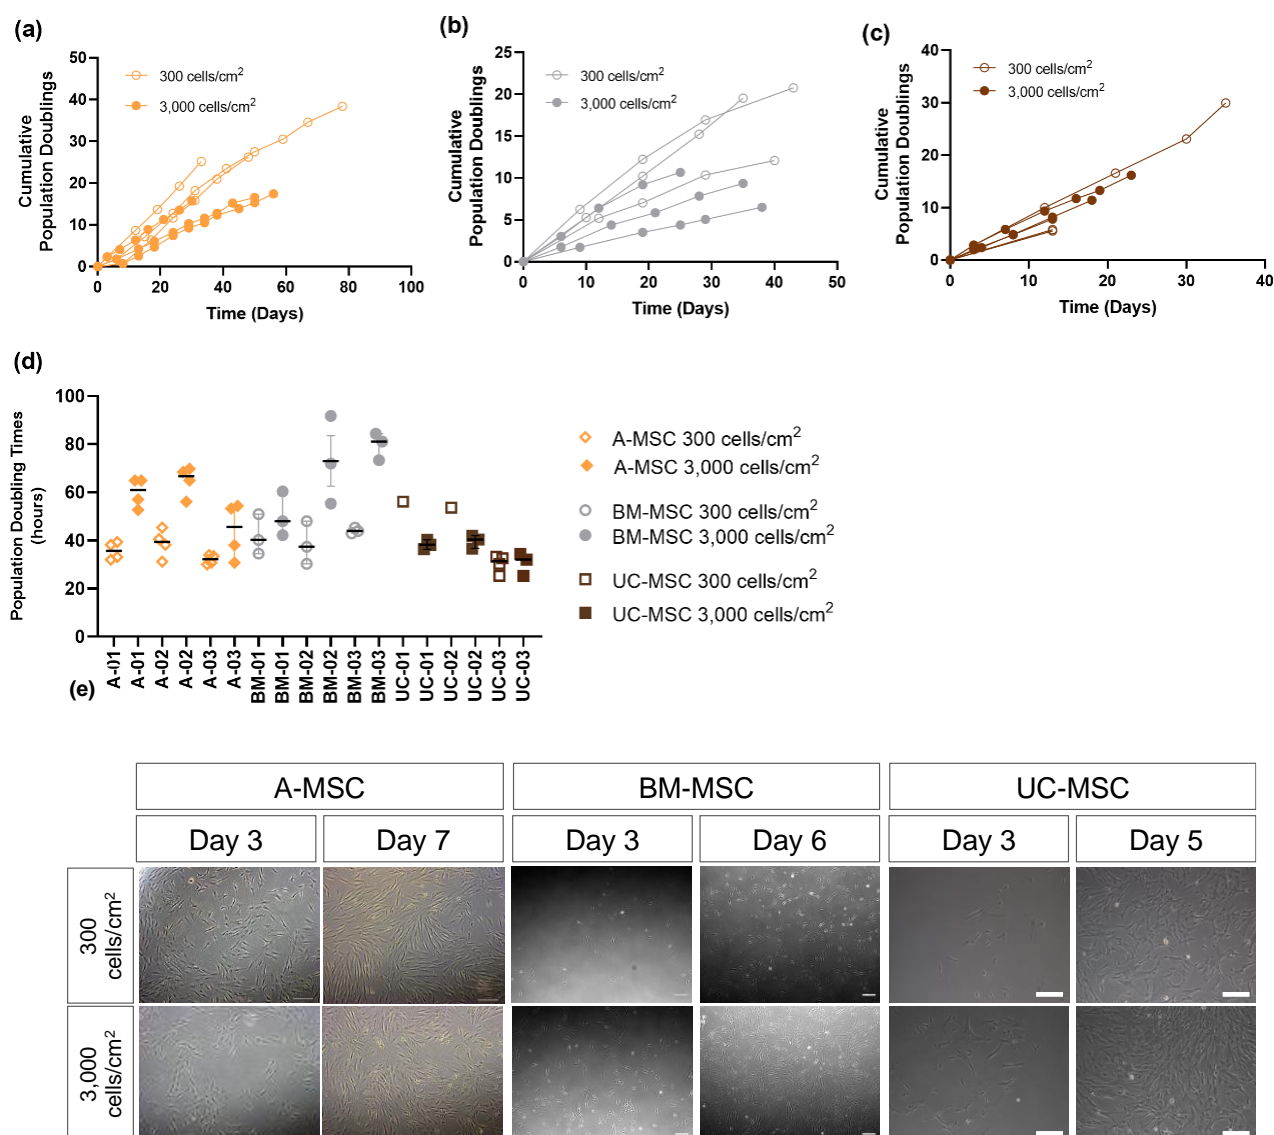 (a)
50
40
30
20
10
0
Cumulative
Population Doublings
300 cells/cm2
3,000 cells/cm2
0 20 40 60 80 100
Time (Days)
(b)
25
20
15
10
5
0
Cumulative
Population Doublings
300 cells/cm2
3,000 cells/cm2
0 10 20 30 40 50
Time (Days)
(c)
40
30
20
10
0
Cumulative
Population Doublings
300 cells/cm2
3,000 cells/cm2
0 10 20 30 40
Time (Days)
(d)
100
80
60
40
20
0
Population Doubling Times
(hours)
A-01 A-01 A-02 A-02 A-03 A-03 BM-01 BM-01 BM-02 BM-02 BM-03 BM-03 UC-01 UC-01 UC-02 UC-02 UC-03 UC-03
A-MSC 300 cells/cm2
A-MSC 3,000 cells/cm2
BM-MSC 300 cells/cm2
BM-MSC 3,000 cells/cm2
UC-MSC 300 cells/cm2
UC-MSC 3,000 cells/cm2
(e)
A-MSC BM-MSC UC-MSC
Day 3 Day 7 Day 3 Day 6 Day 3 Day 5
300
cells/cm2
3,000
cells/cm2